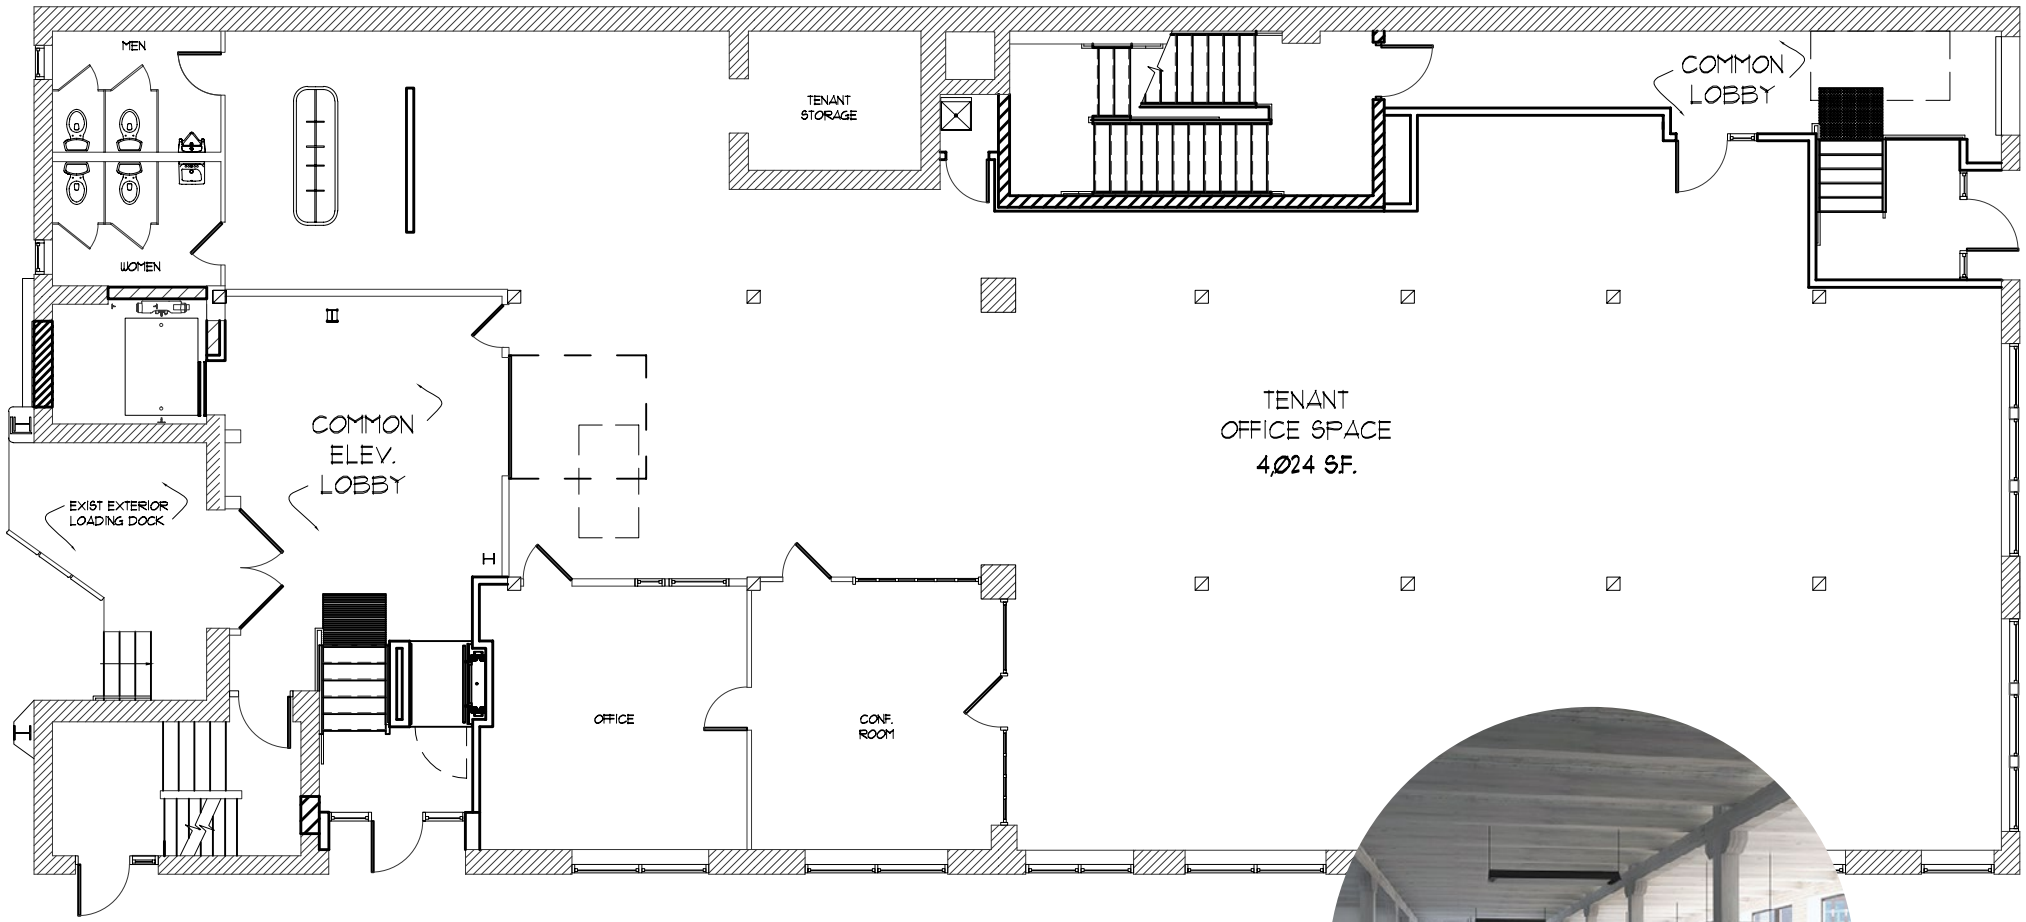 MEN
WOMEN
TENANT
STORAGE
COMMON
LOBBY
COMMON
ELEV.
LOBBY
EXIST EXTERIOR
LOADING DOCK
TENANT
OFFICE SPACE
4,024 S.F.
OFFICE
CONF.
ROOM